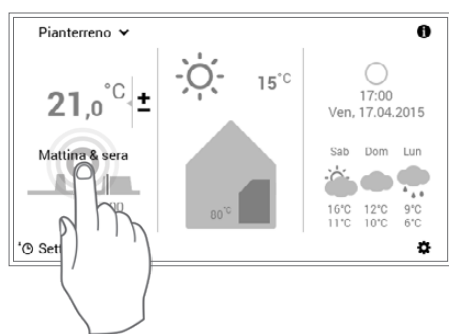 Pianterreno
21,0 °C
±
15°C
17:00
Ven, 17.04.2015
Mattina & sera
80°C
Sab Dom Lun
16°C 12°C 9°C
11°C 10°C 6°C